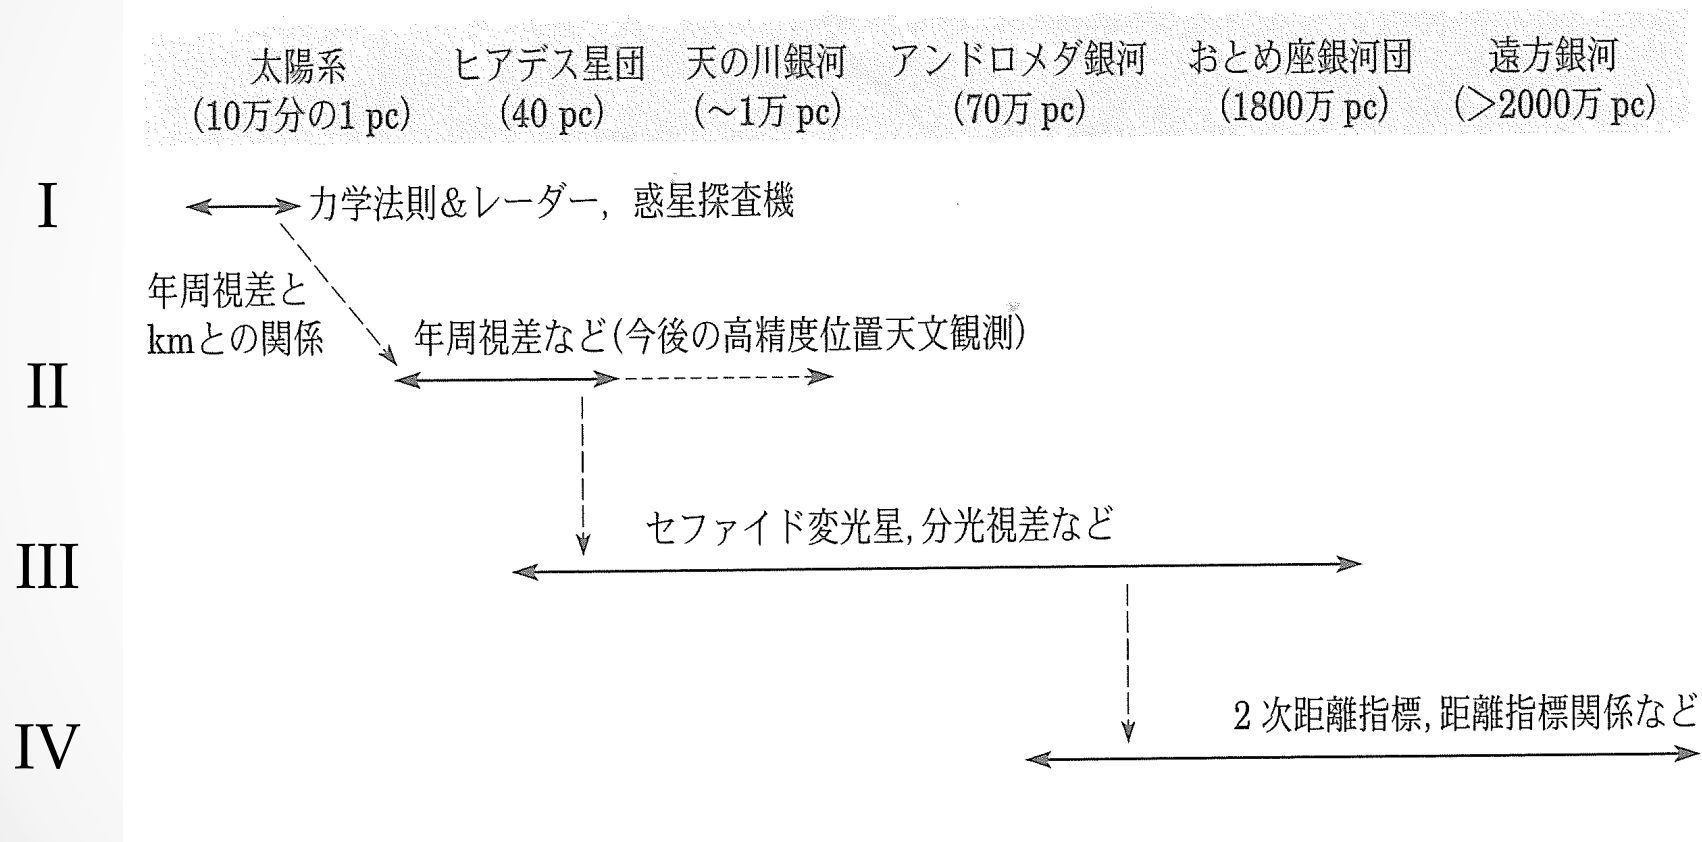 太陽系 ヒアデス星団 天の川銀河 アンドロメダ銀河 おとめ座銀河団 遠方銀河
(10万分の1 pc) (40 pc) (～1万 pc) (70万 pc) (1800万 pc) (>2000万 pc)
I
力学法則&レーダー, 惑星探査機
年周視差と
kmとの関係
年周視差など(今後の高精度位置天文観測)
II
セファイド変光星, 分光視差など
III
2 次距離指標, 距離指標関係など
IV